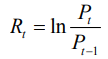 R_t = ln P_t / P_{t-1}